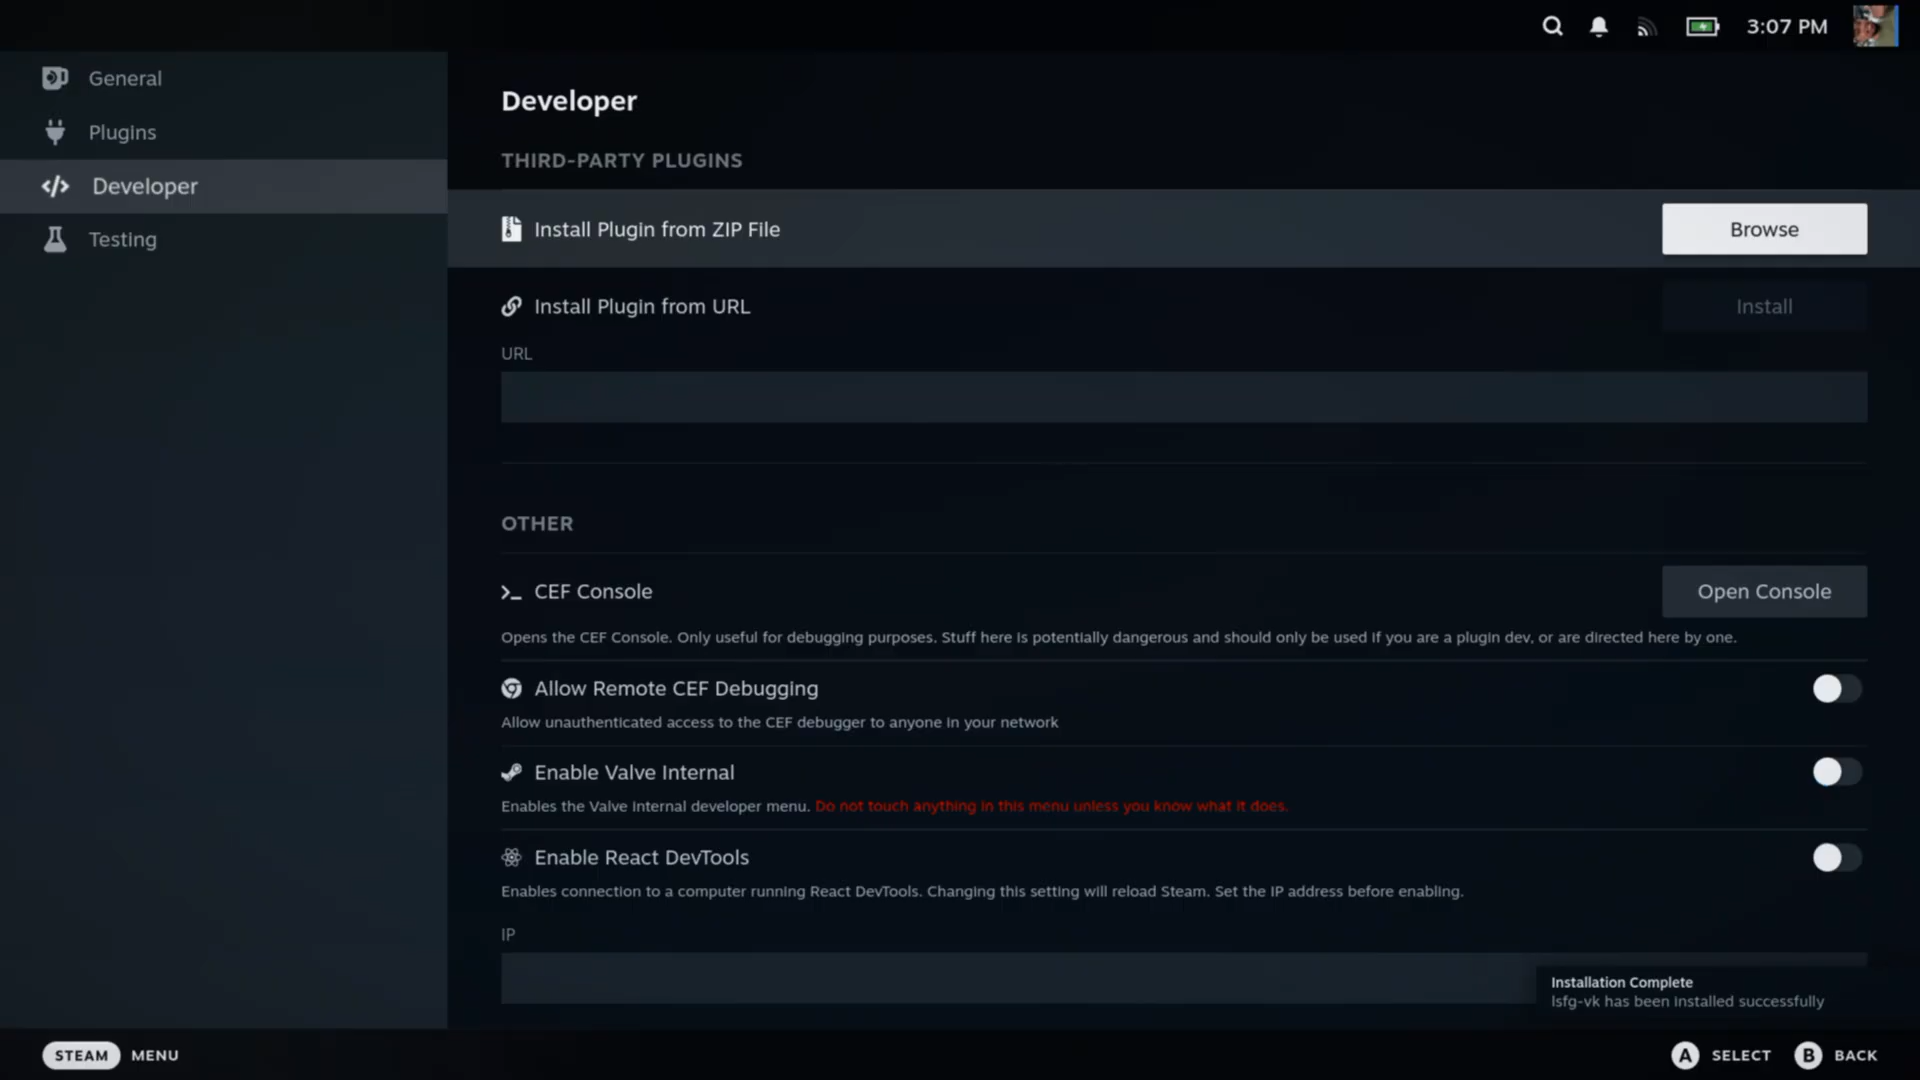 3:07 PM
General
Plugins
Developer
Testing
Developer
THIRD-PARTY PLUGINS
Install Plugin from ZIP File
Browse
Install Plugin from URL
Install
URL
OTHER
CEF Console
Open Console
Opens the CEF Console. Only useful for debugging purposes. Stuff here is potentially dangerous and should only be used if you are a plugin dev, or are directed here by one.
Allow Remote CEF Debugging
Allow unauthenticated access to the CEF debugger to anyone in your network
Enable Valve Internal
Enables the Valve Internal developer menu. Do not touch anything in this menu unless you know what it does.
Enable React DevTools
Enables connection to a computer running React DevTools. Changing this setting will reload Steam. Set the IP address before enabling.
IP
Installation Complete
lsfg-vk has been installed successfully
STEAM MENU
A SELECT B BACK